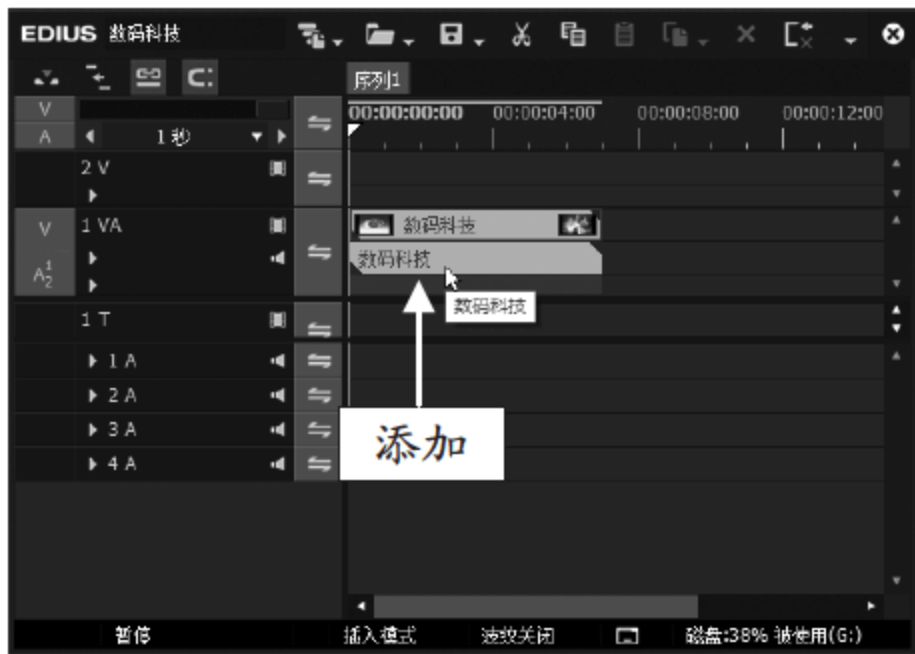 EDIUS 数码科技
序列1
V
A
1秒
00:00:00:00 00:00:04:00 00:00:08:00 00:00:12:00
2 V
V
1 VA
数码科技
A 1 2
数码科技
数码科技
1 T
1 A
2 A
3 A
4 A
添加
暂停 插入模式 波纹关闭 磁盘:38% 被使用(G:)